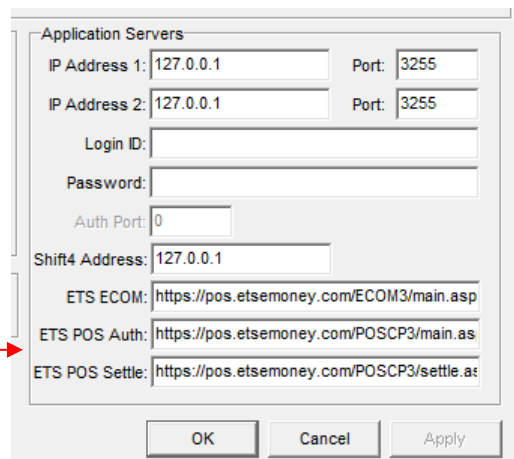 Application Servers
IP Address 1: 127.0.0.1 Port: 3255
IP Address 2: 127.0.0.1 Port: 3255
Login ID:
Password:
Auth Port: 0
Shift4 Address: 127.0.0.1
ETS ECOM: https://pos.etsemoney.com/ECOM3/main.asp
ETS POS Auth: https://pos.etsemoney.com/POSCP3/main.as
ETS POS Settle: https://pos.etsemoney.com/POSCP3/settle.as
OK Cancel Apply